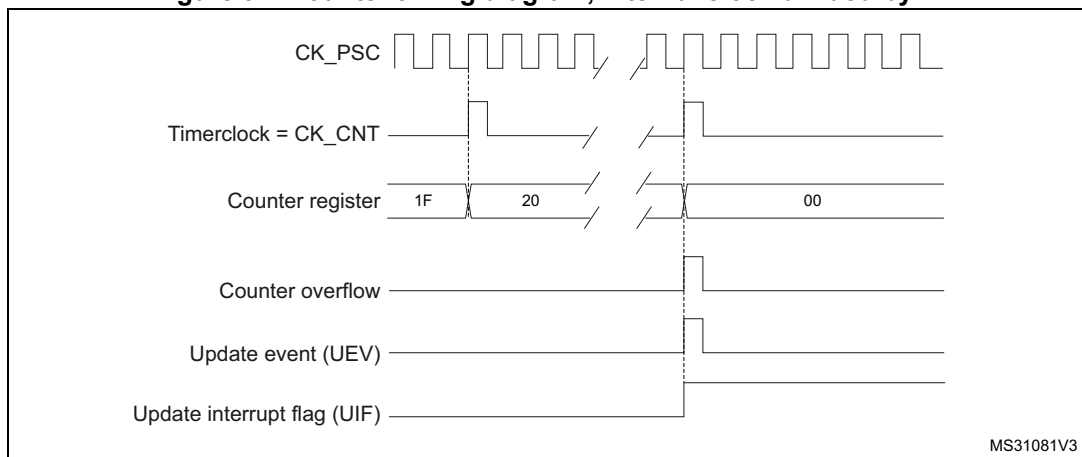 CK_PSC
Timerclock = CK_CNT
Counter register 1F 20 00
Counter overflow
Update event (UEV)
Update interrupt flag (UIF)
MS31081V3